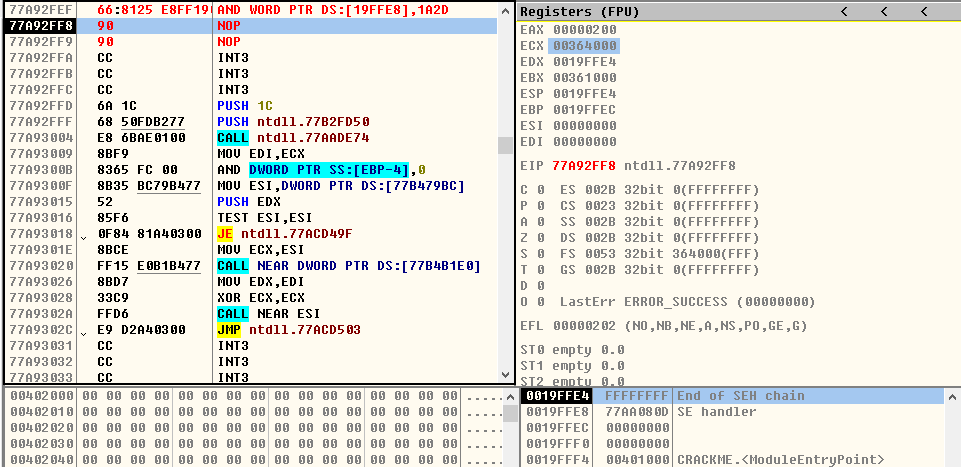 77A92FEF 66:8125 E8FF19 AND WORD PTR DS:[19FFE8],1A2D
77A92FF8 90 NOP
77A92FF9 90 NOP
77A92FFA CC INT3
77A92FFB CC INT3
77A92FFC CC INT3
77A92FFD 6A 1C PUSH 1C
77A92FFF 68 50FDB277 PUSH ntdll.77B2FD50
77A93004 E8 6BAE0100 CALL ntdll.77AADE74
77A93009 8BF9 MOV EDI,ECX
77A9300B 8365 FC 00 AND DWORD PTR SS:[EBP-4],0
77A9300F 8B35 BC79B477 MOV ESI,DWORD PTR DS:[77B479BC]
77A93015 52 PUSH EDX
77A93016 85F6 TEST ESI,ESI
77A93018 0F84 81A40300 JE ntdll.77ACD49F
77A9301E 8BCE MOV ECX,ESI
77A93020 FF15 E0B1B477 CALL NEAR DWORD PTR DS:[77B4B1E0]
77A93026 8BD7 MOV EDX,EDI
77A93028 33C9 XOR ECX,ECX
77A9302A FFD6 CALL NEAR ESI
77A9302C E9 D2A40300 JMP ntdll.77ACD503
77A93031 CC INT3
77A93032 CC INT3
77A93033 CC INT3
Registers (FPU) < < <
EAX 00000200
ECX 00364000
EDX 0019FFE4
EBX 00361000
ESP 0019FFE4
EBP 0019FFEC
ESI 00000000
EDI 00000000
EIP 77A92FF8 ntdll.77A92FF8
C 0 ES 002B 32bit 0(FFFFFFFF)
P 0 CS 0023 32bit 0(FFFFFFFF)
A 0 SS 002B 32bit 0(FFFFFFFF)
Z 0 DS 002B 32bit 0(FFFFFFFF)
S 0 FS 0053 32bit 364000(FFF)
T 0 GS 002B 32bit 0(FFFFFFFF)
D 0
O 0 LastErr ERROR_SUCCESS (00000000)
EFL 00000202 (NO,NB,NE,A,NS,PO,GE,G)
ST0 empty 0.0
ST1 empty 0.0
ST2 empty 0.0
00402000 00 00 00 00 00 00 00 00 00 00 00 00 00 00 00 00 .....
00402010 00 00 00 00 00 00 00 00 00 00 00 00 00 00 00 00 .....
00402020 00 00 00 00 00 00 00 00 00 00 00 00 00 00 00 00 .....
00402030 00 00 00 00 00 00 00 00 00 00 00 00 00 00 00 00 .....
00402040 00 00 00 00 00 00 00 00 00 00 00 00 00 00 00 00 .....
0019FFE4 FFFFFFFF End of SEH chain
0019FFE8 77AA080D SE handler
0019FFEC 00000000
0019FFF0 00000000
0019FFF4 00401000 CRACKME.<ModuleEntryPoint>